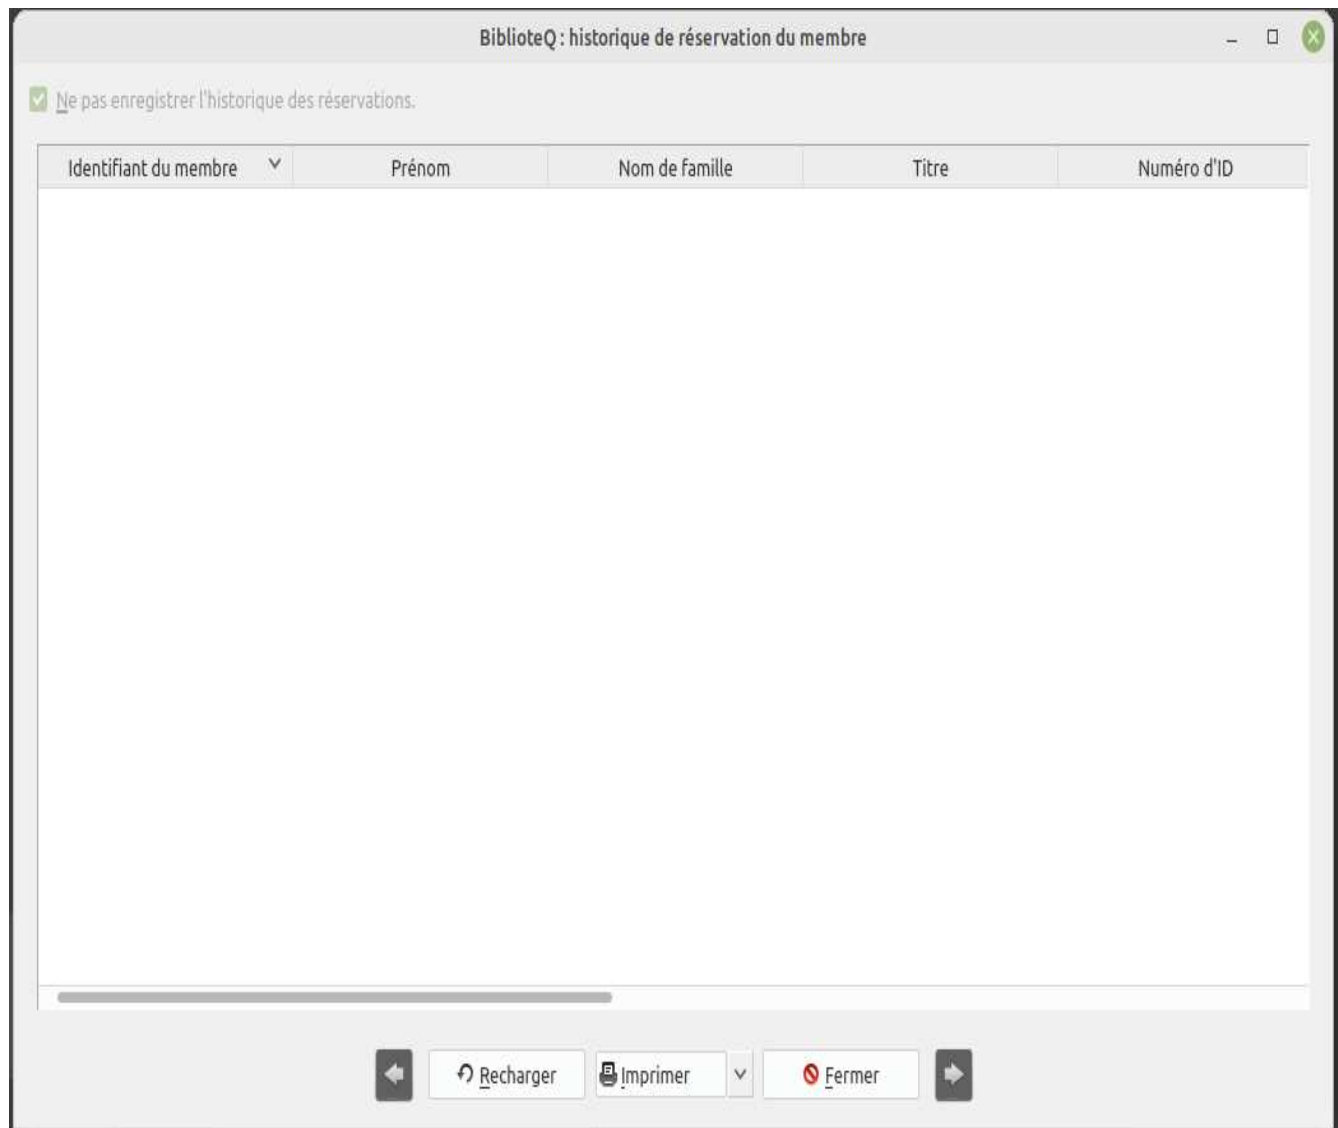 BiblioteQ : historique de réservation du membre
Ne pas enregistrer l'historique des réservations.
Identifiant du membre Prénom Nom de famille Titre Numéro d'ID
Recharger Imprimer Fermer